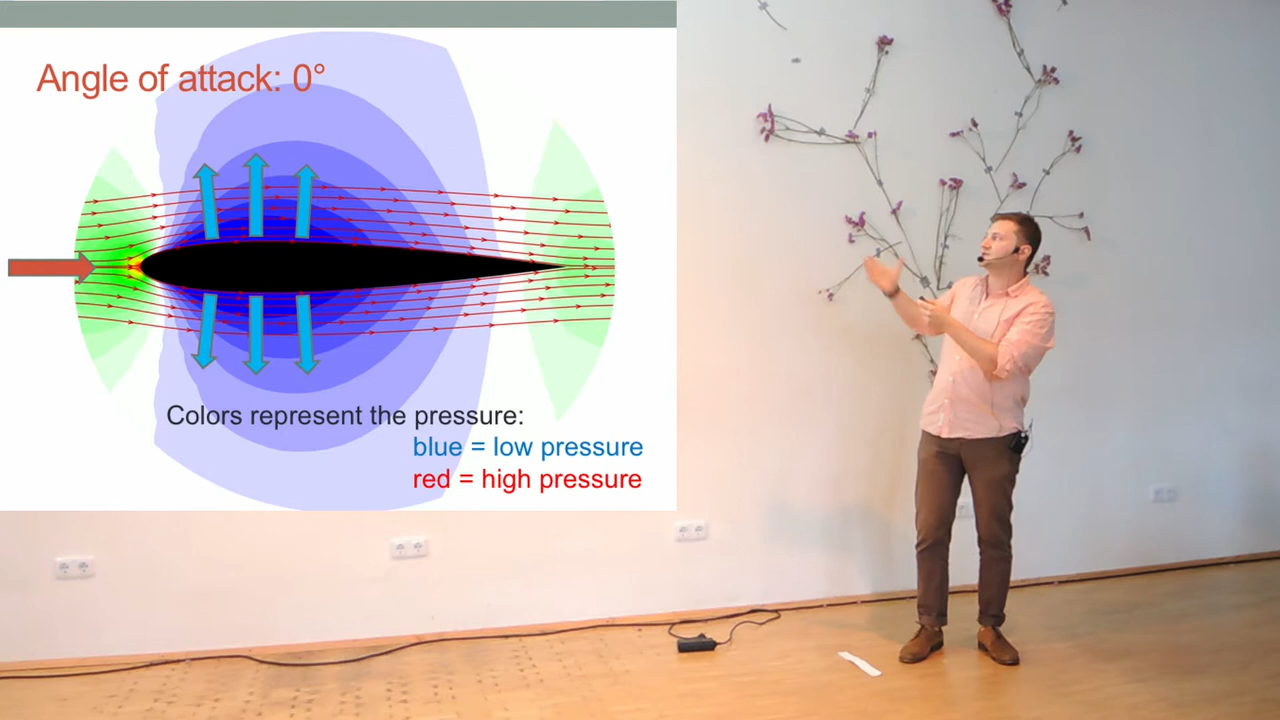 Angle of attack: 0°
Colors represent the pressure:
blue = low pressure
red = high pressure